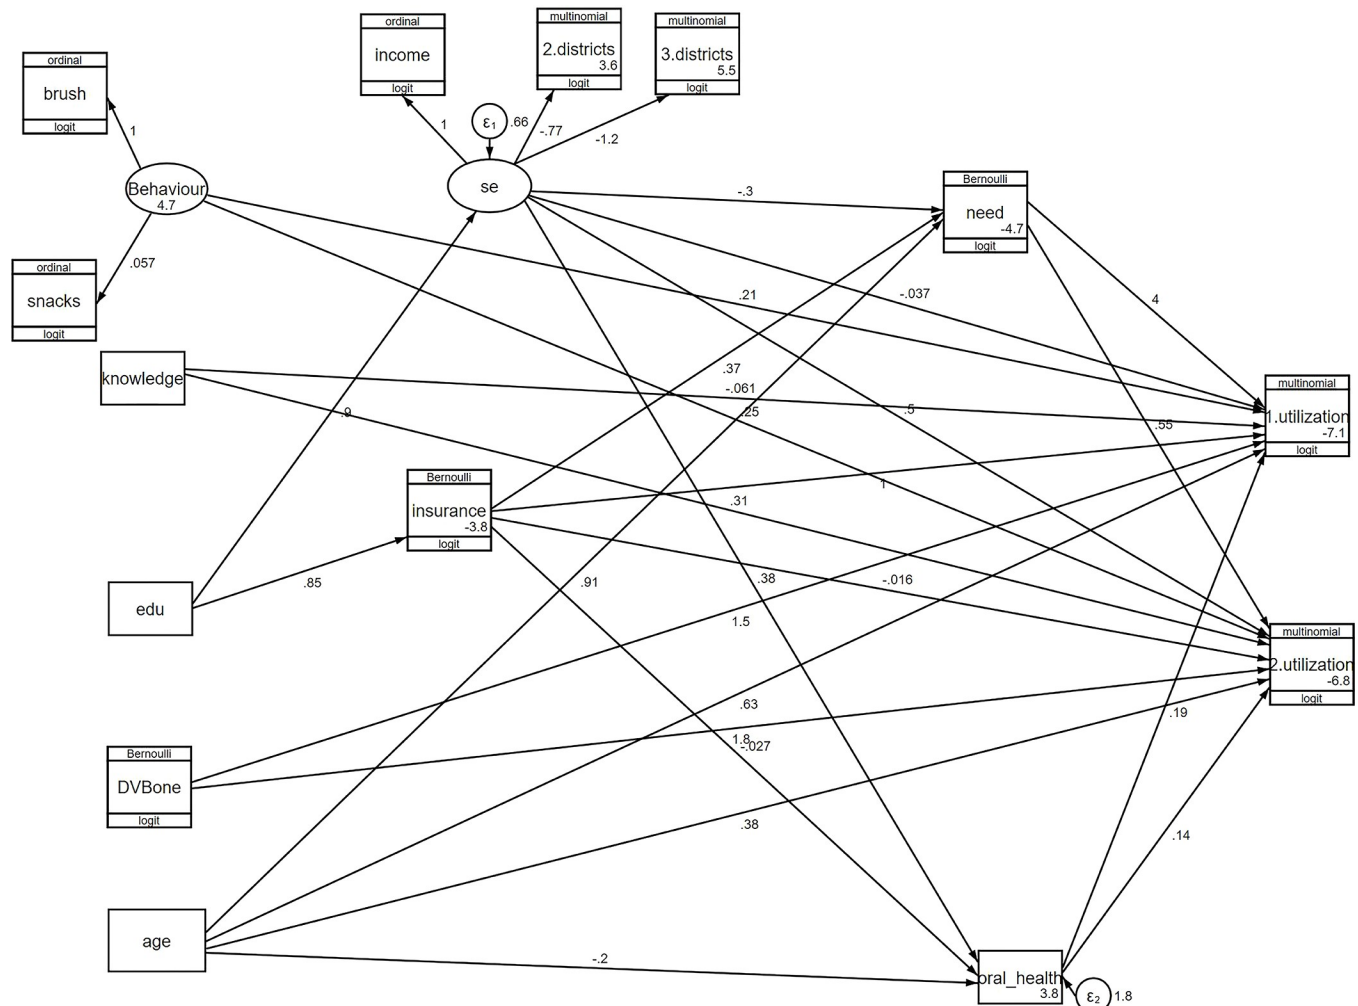 ordinal
brush
logit
ordinal
income
logit
multinomial
2.districts
3.6
logit
multinomial
3.districts
5.5
logit
1
1
ε1
.66
-.77
-1.2
Behaviour
4.7
se
.057
ordinal
snacks
logit
Bernoulli
need
-4.7
logit
-.3
.21
-.037
4
knowledge
.37
-.061
.25
.9
.5
.55
multinomial
1.utilization
-7.1
logit
Bernoulli
insurance
-3.8
logit
1
.31
edu
.85
.91
.38
-.016
1.5
multinomial
2.utilization
-6.8
logit
.63
.19
1.8
-.027
Bernoulli
DVBone
logit
.38
.14
age
-.2
oral_health
3.8
ε2
1.8